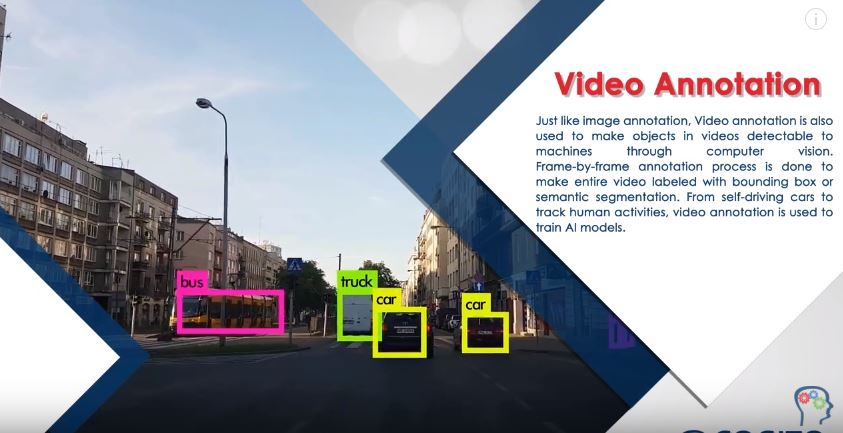 Video Annotation
Just like image annotation, Video annotation is also
used to make objects in videos detectable to
machines through computer vision.
Frame-by-frame annotation process is done to
make entire video labeled with bounding box or
semantic segmentation. From self-driving cars to
track human activities, video annotation is used to
train AI models.
bus
truck
car
car